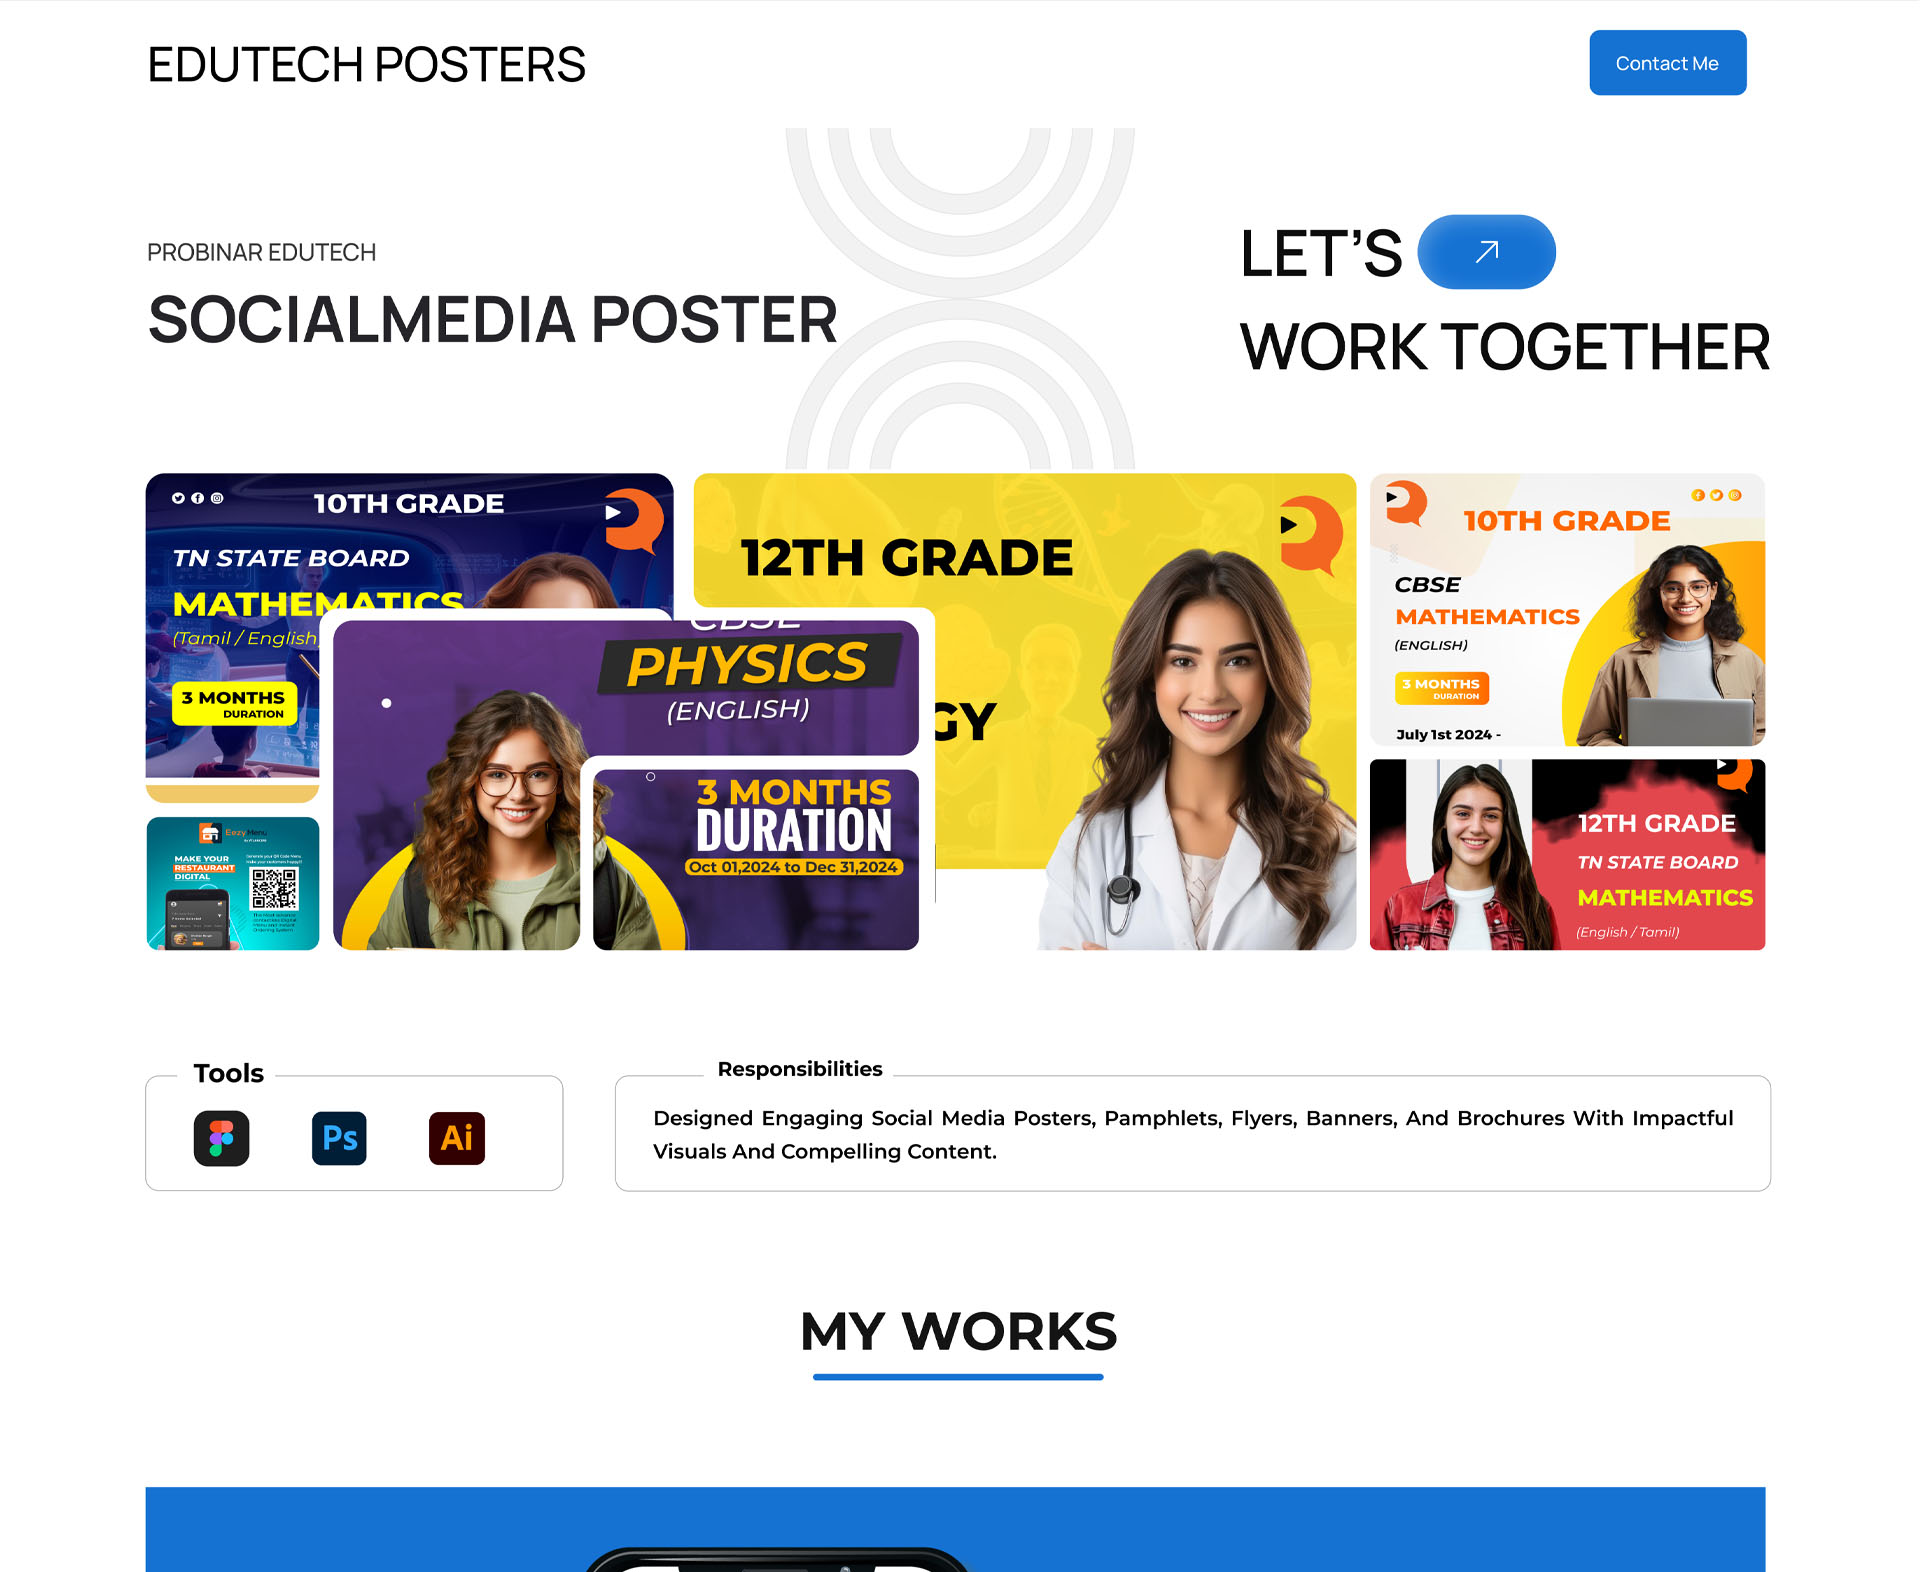 EDUTECH POSTERS
Contact Me
PROBINAR EDUTECH
SOCIALMEDIA POSTER
LET'S
WORK TOGETHER
10TH GRADE
TN STATE BOARD
MATHEMATICS
(Tamil / English
3 MONTHS
DURATION
EezyMenu
MAKE YOUR
RESTAURANT
DIGITAL
CBSE
PHYSICS
(ENGLISH)
3 MONTHS
DURATION
Oct 01,2024 to Dec 31,2024
12TH GRADE
GY
10TH GRADE
CBSE
MATHEMATICS
(ENGLISH)
3 MONTHS
DURATION
July 1st 2024 -
12TH GRADE
TN STATE BOARD
MATHEMATICS
(English / Tamil)
Tools
Ps
Ai
Responsibilities
Designed Engaging Social Media Posters, Pamphlets, Flyers, Banners, And Brochures With Impactful
Visuals And Compelling Content.
MY WORKS